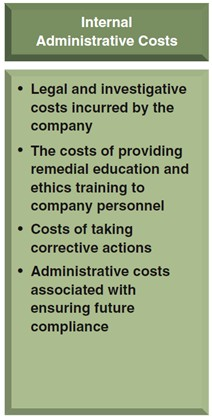 Internal
Administrative Costs
• Legal and investigative
costs incurred by the
company
• The costs of providing
remedial education and
ethics training to
company personnel
• Costs of taking
corrective actions
• Administrative costs
associated with
ensuring future
compliance